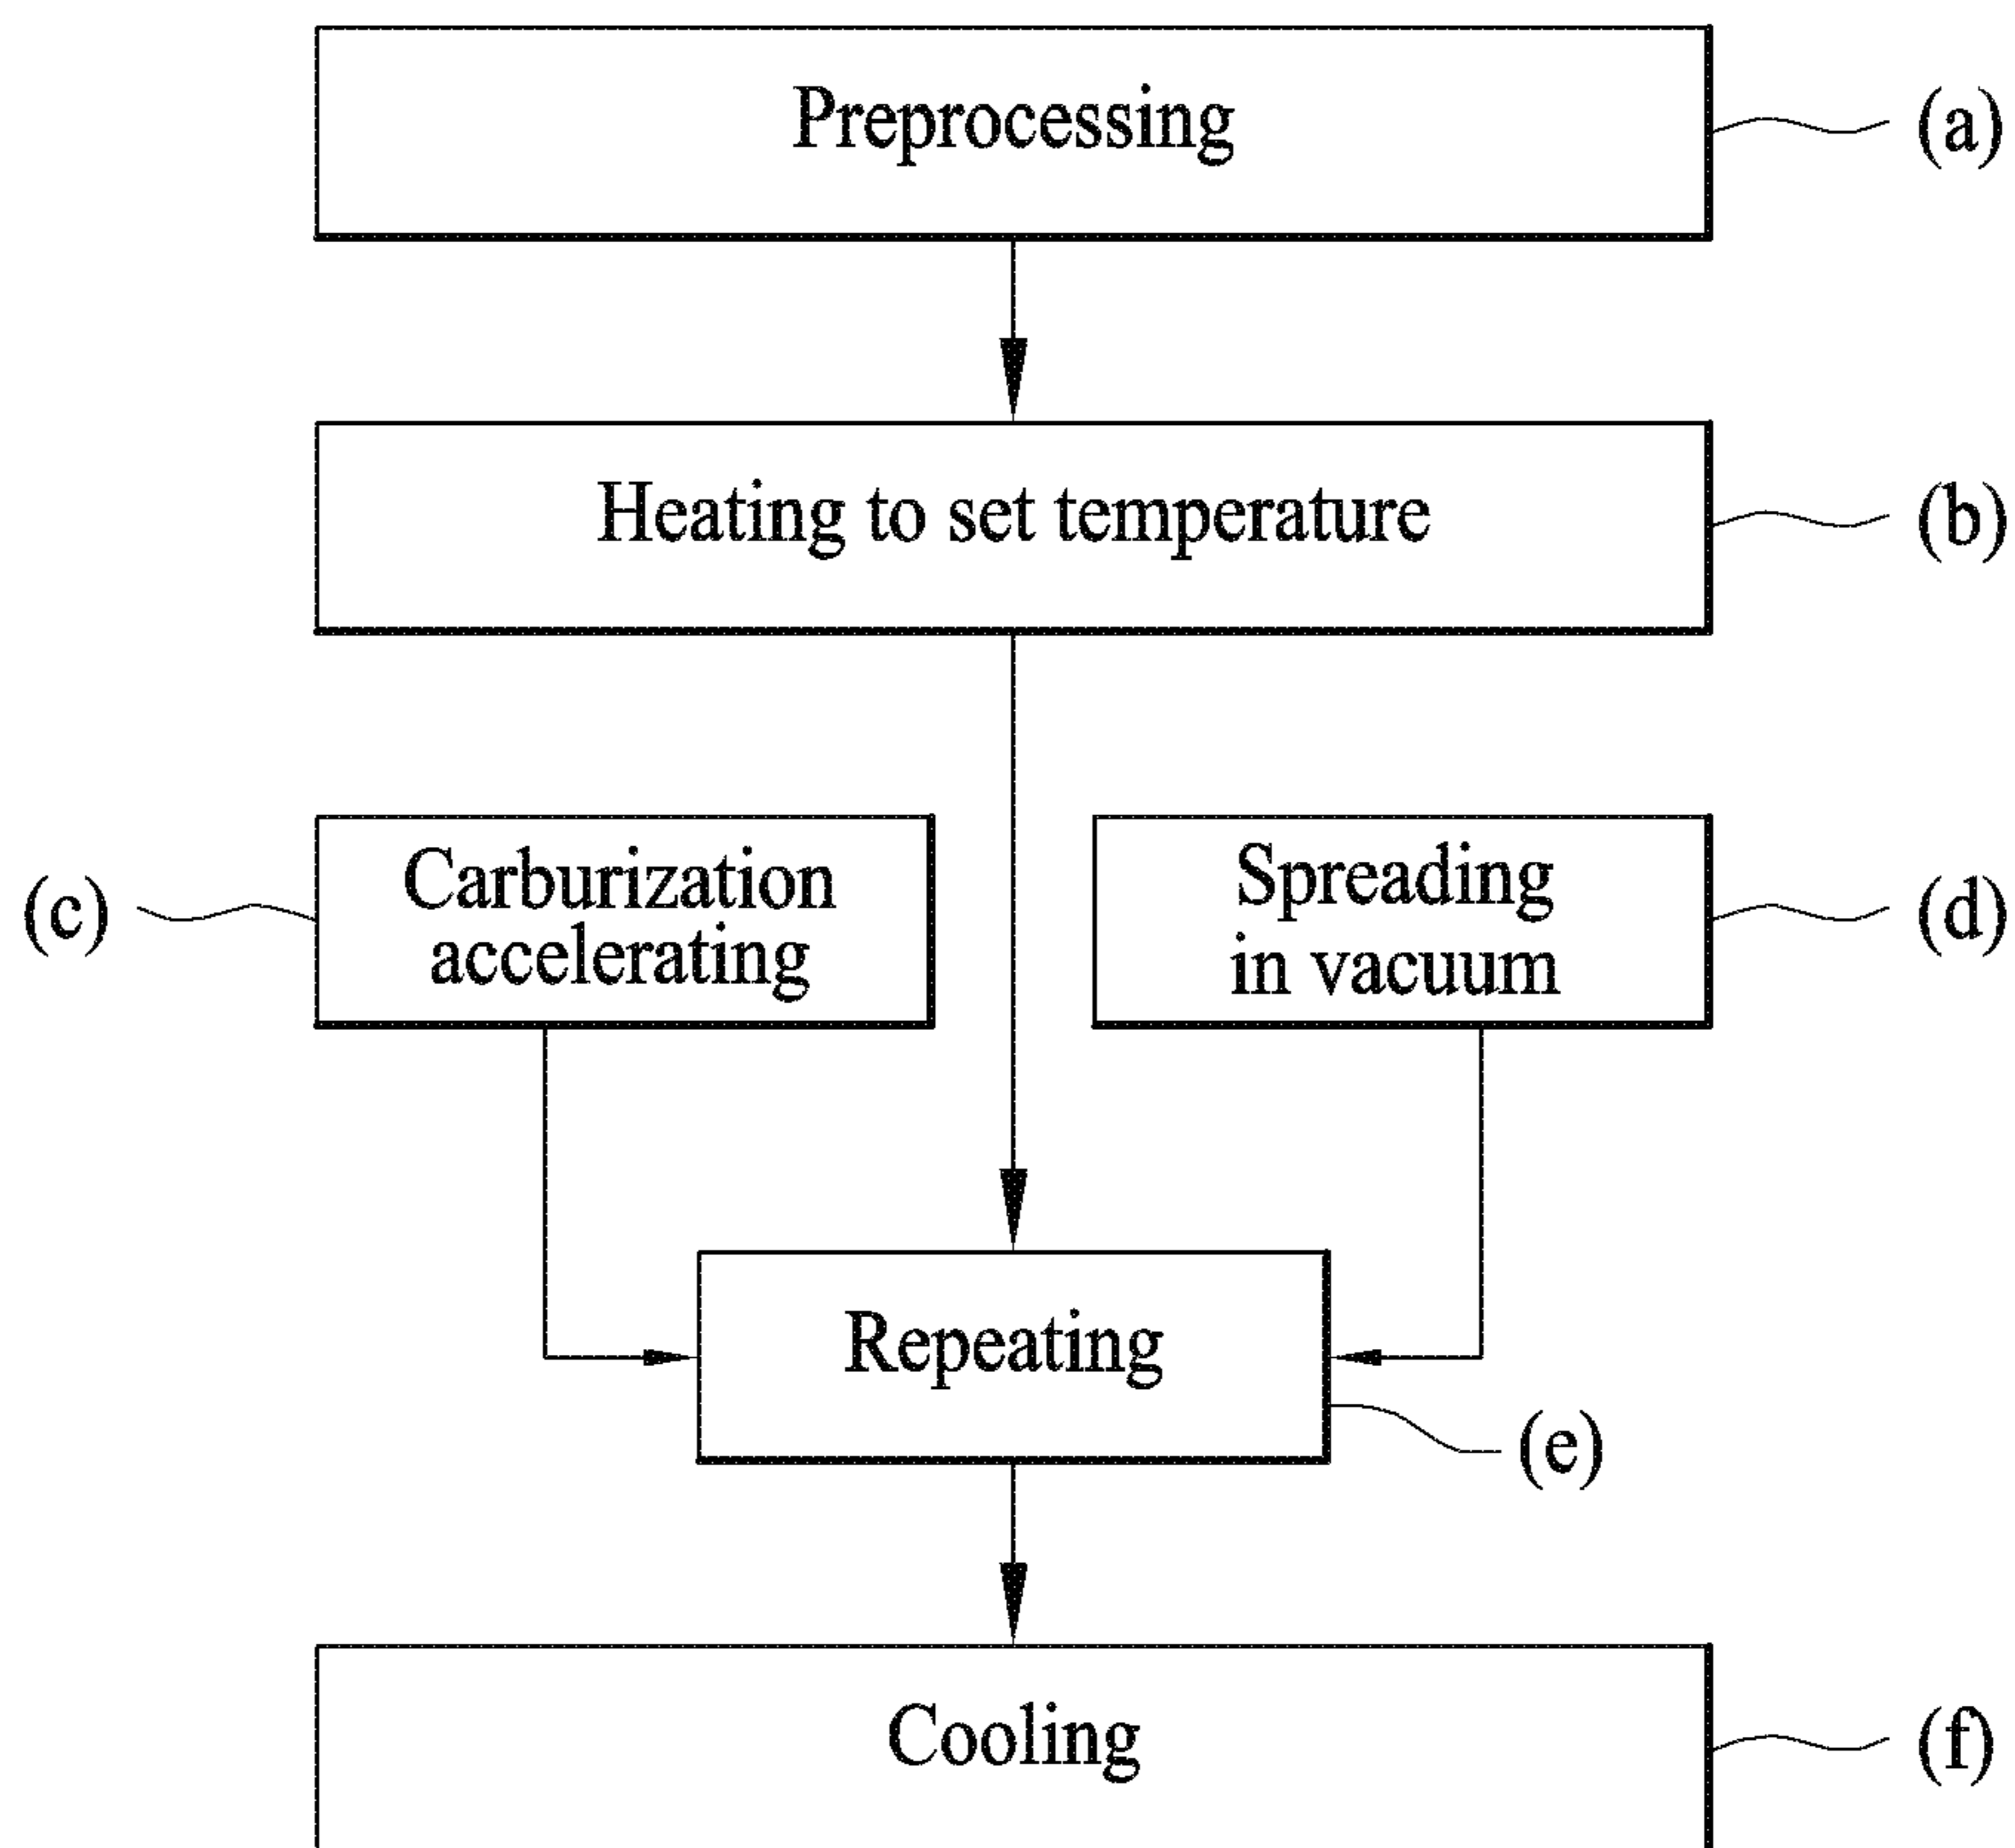 Preprocessing
(a)
Heating to set temperature
(b)
(c)
Carburization
accelerating
Spreading
in vacuum
(d)
Repeating
(e)
Cooling
(f)